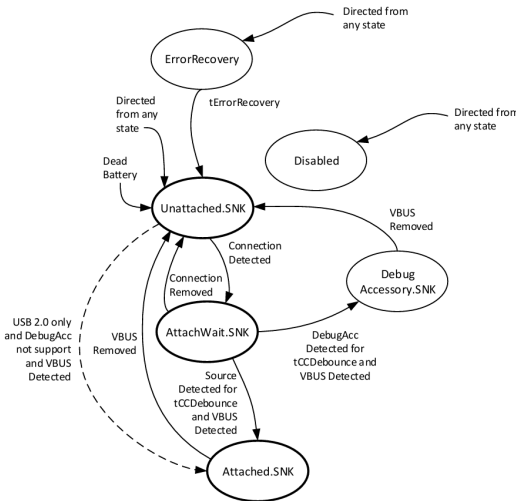 Directed from
any state
ErrorRecovery
tErrorRecovery
Directed
from any
state
Directed from
any state
Disabled
Dead
Battery
Unattached.SNK
VBUS
Removed
Connection
Detected
Debug
Accessory.SNK
Connection
Removed
USB 2.0 only
and DebugAcc
not support
and VBUS
Detected
VBUS
Removed
AttachWait.SNK
DebugAcc
Detected for
tCCDebounce and
VBUS Detected
Source
Detected for
tCCDebounce
and VBUS
Detected
Attached.SNK